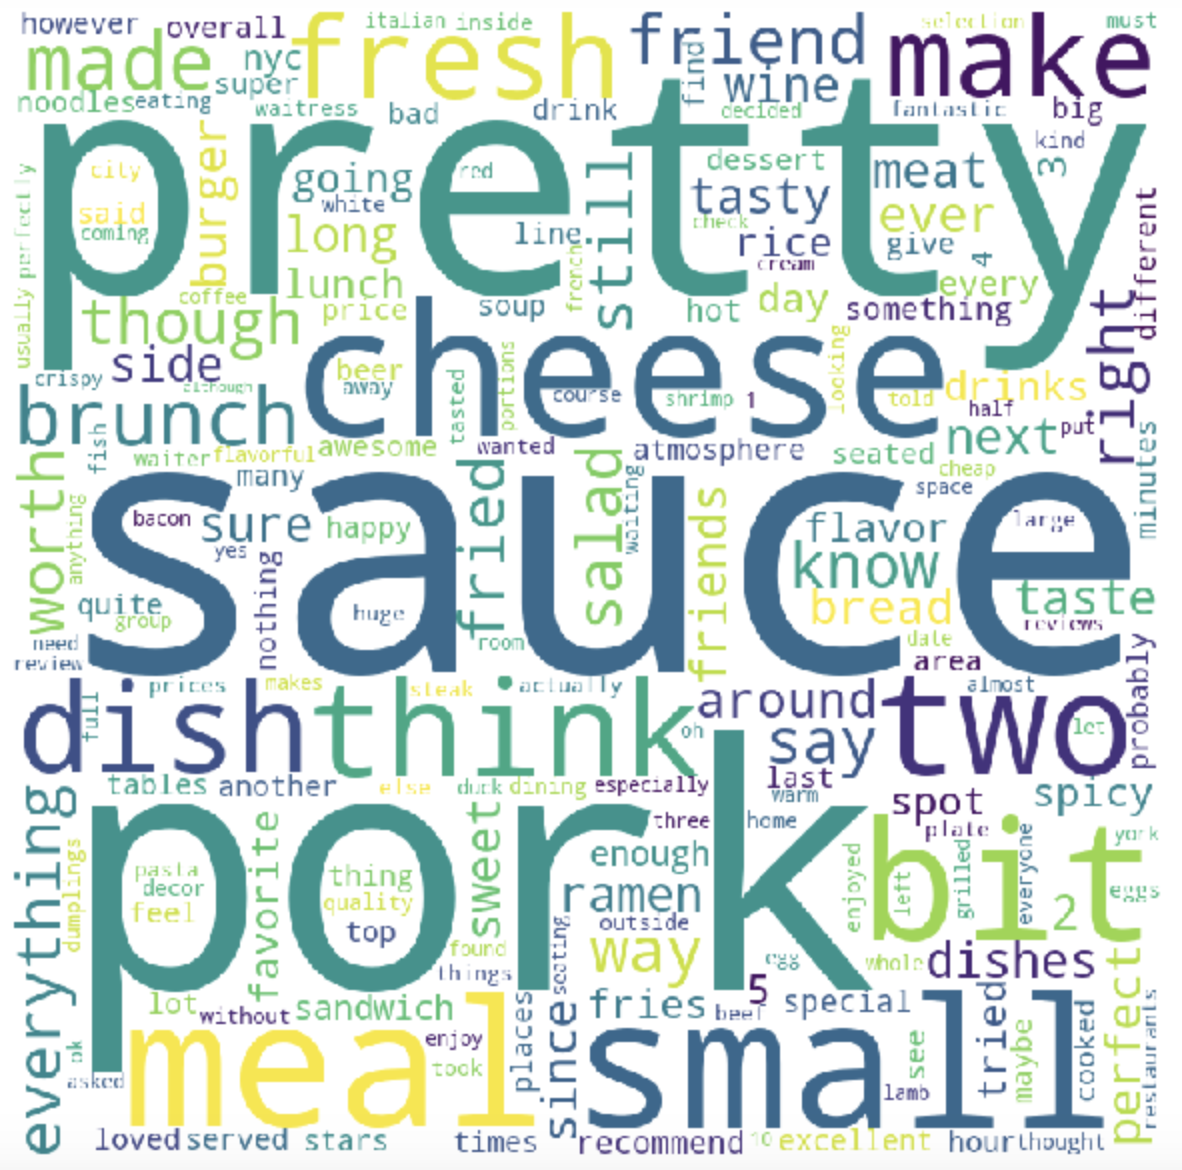 however
overall
italian
inside
friend
selection
must
made
nyc
fresh
make
super
find
wine
noodles
eating
waitress
bad
drink
decided
fantastic
big
pretty
kind
3
city
burger
going
red
dessert
meat
said
white
still
tasty
ever
coming
long
line
check
rice
give
different
usually
perfectly
lunch
french
cream
4
every
coffee
price
soup
hot
day
something
though
right
side
cheese
looking
crispy
although
beer
away
tasted
portions
course
shrimp
1
told
drinks
half
brunch
fish
waiter
flavorful
awesome
wanted
atmosphere
seated
next
put
cheap
minutes
worth
many
fried
salad
waiting
space
sauce
anything
bacon
sure
happy
yes
friends
flavor
large
know
nothing
quite
group
huge
bread
taste
reviews
need
review
room
date
area
probably
prices
makes
steak
actually
around
almost
dish
full
think
oh
say
two
let
tables
another
else
duck
dining
especially
last
warm
spot
spicy
everything
favorite
sweet
three
home
plate
york
pork
bit
dumplings
pasta
decor
feel
thing
quality
top
enough
ramen
outside
enjoyed
left
grilled
everyone
2
eggs
found
things
seating
way
egg
whole
dishes
lot
without
sandwich
places
since
fries
beef
5
special
tried
perfect
restaurants
ok
asked
meal
enjoy
took
small
lamb
see
maybe
cooked
loved
served
stars
times
recommend
10
excellent
hour
thought